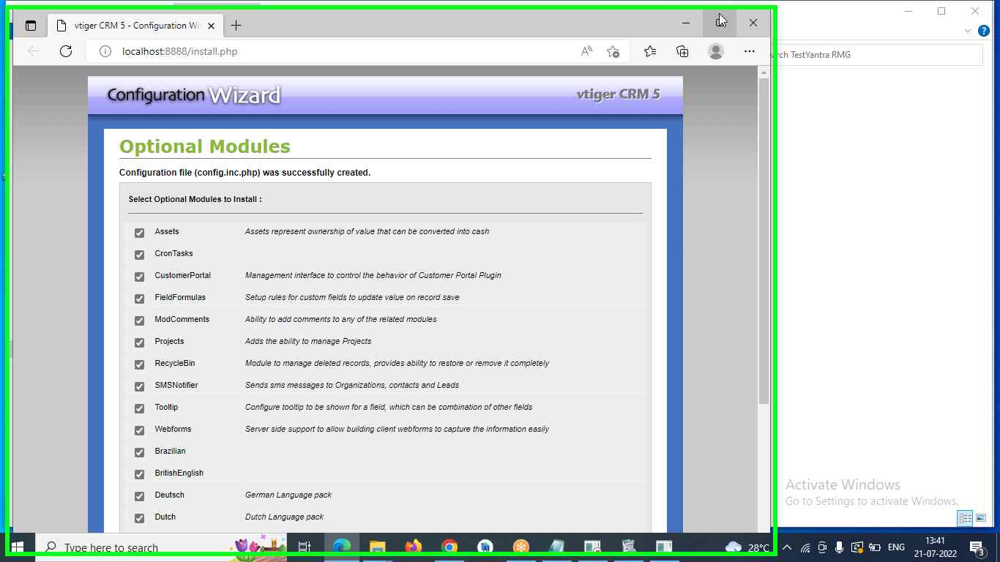 vtiger CRM 5 - Configuration Wi
localhost:8888/install.php
rch TestYantra RMG
Configuration Wizard
vtiger CRM 5
Optional Modules
Configuration file (config.inc.php) was successfully created.
Select Optional Modules to Install :
Assets Assets represent ownership of value that can be converted into cash
CronTasks
CustomerPortal Management interface to control the behavior of Customer Portal Plugin
FieldFormulas Setup rules for custom fields to update value on record save
ModComments Ability to add comments to any of the related modules
Projects Adds the ability to manage Projects
RecycleBin Module to manage deleted records, provides ability to restore or remove it completely
SMSNotifier Sends sms messages to Organizations, contacts and Leads
Tooltip Configure tooltip to be shown for a field, which can be combination of other fields
Webforms Server side support to allow building client webforms to capture the information easily
Brazilian
BritishEnglish
Deutsch German Language pack
Dutch Dutch Language pack
Activate Windows
Go to Settings to activate Windows.
Type here to search
28°C
ENG
13:41
21-07-2022
3